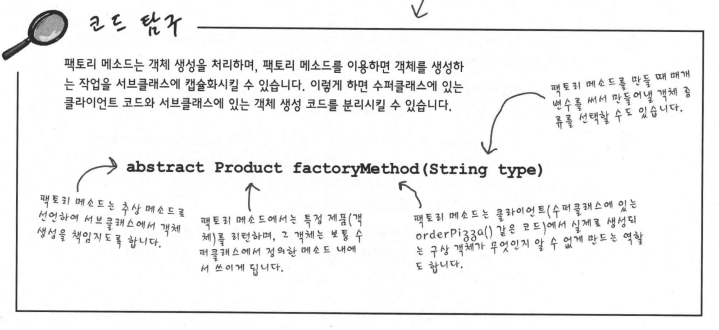 코드 탐구
팩토리 메소드는 객체 생성을 처리하며, 팩토리 메소드를 이용하면 객체를 생성하
는 작업을 서브클래스에 캡슐화시킬 수 있습니다. 이렇게 하면 수퍼클래스에 있는
클라이언트 코드와 서브클래스에 있는 객체 생성 코드를 분리시킬 수 있습니다.
팩토리 메소드를 만들 때 매개
변수를 써서 만들어낼 객체 종
류를 선택할 수도 있습니다.
abstract Product factoryMethod(String type)
팩토리 메소드는 추상 메소드로
선언하여 서브클래스에서 객체
생성을 책임지도록 합니다.
팩토리 메소드에서는 특정 제품(객
체)를 리턴하며, 그 객체는 보통 수
퍼클래스에서 정의한 메소드 내에
서 쓰이게 됩니다.
팩토리 메소드는 클라이언트(수퍼클래스에 있는
orderPizza() 같은 코드)에서 실제로 생성되
는 구상 객체가 무엇인지 알 수 없게 만드는 역할
도 합니다.